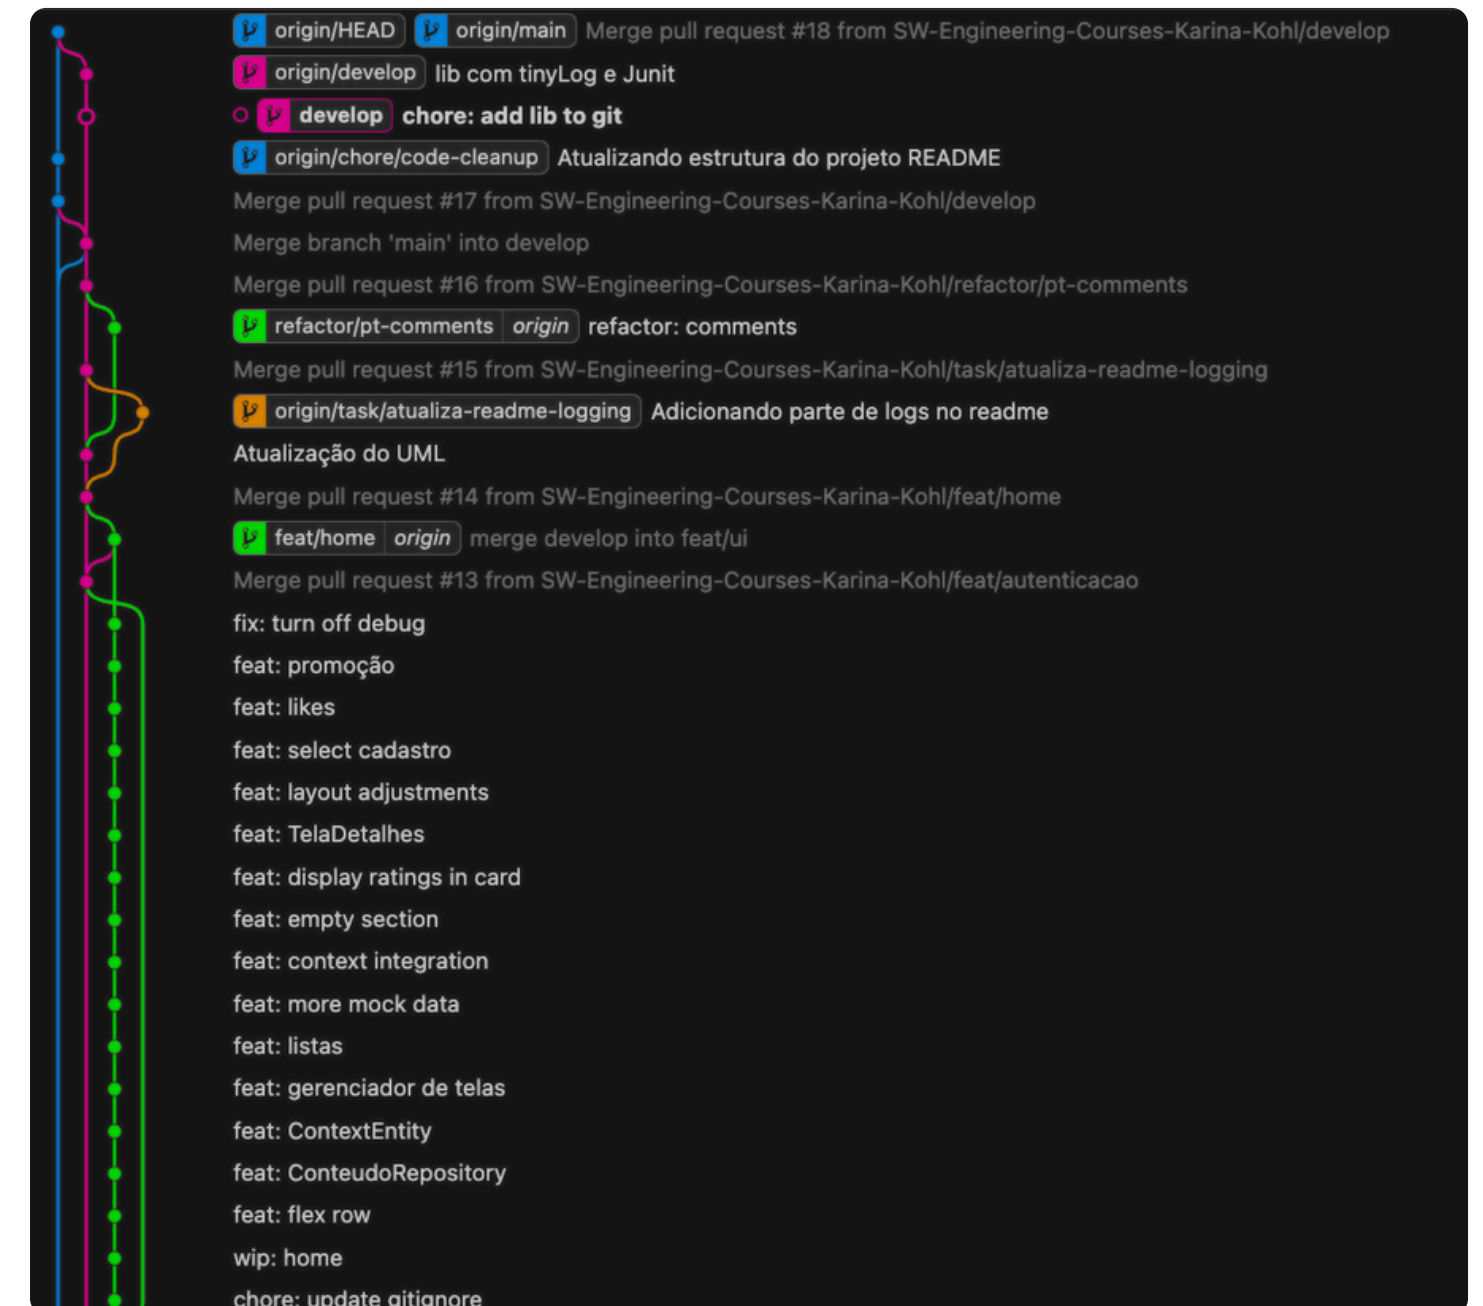 origin/HEAD origin/main Merge pull request #18 from SW-Engineering-Courses-Karina-Kohl/develop
origin/develop lib com tinyLog e Junit
develop chore: add lib to git
origin/chore/code-cleanup Atualizando estrutura do projeto README
Merge pull request #17 from SW-Engineering-Courses-Karina-Kohl/develop
Merge branch 'main' into develop
Merge pull request #16 from SW-Engineering-Courses-Karina-Kohl/refactor/pt-comments
refactor/pt-comments origin refactor: comments
Merge pull request #15 from SW-Engineering-Courses-Karina-Kohl/task/atualiza-readme-logging
origin/task/atualiza-readme-logging Adicionando parte de logs no readme
Atualização do UML
Merge pull request #14 from SW-Engineering-Courses-Karina-Kohl/feat/home
feat/home origin merge develop into feat/ui
Merge pull request #13 from SW-Engineering-Courses-Karina-Kohl/feat/autenticacao
fix: turn off debug
feat: promoção
feat: likes
feat: select cadastro
feat: layout adjustments
feat: TelaDetalhes
feat: display ratings in card
feat: empty section
feat: context integration
feat: more mock data
feat: listas
feat: gerenciador de telas
feat: ContextEntity
feat: ConteudoRepository
feat: flex row
wip: home
chore: update gitignore